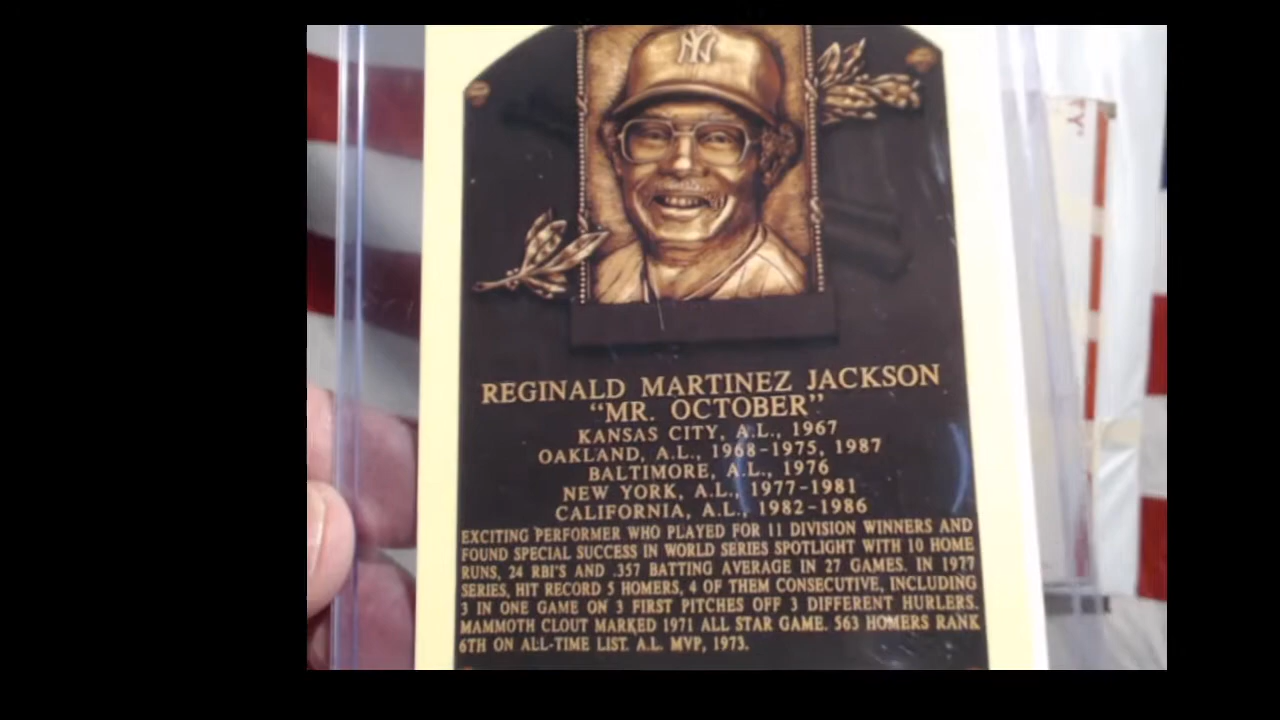 NY
REGINALD MARTINEZ JACKSON
"MR. OCTOBER"
KANSAS CITY, A.L., 1967
OAKLAND, A.L., 1968-1975, 1987
BALTIMORE, A.L., 1976
NEW YORK, A.L., 1977-1981
CALIFORNIA, A.L., 1982-1986
EXCITING PERFORMER WHO PLAYED FOR 11 DIVISION WINNERS AND
FOUND SPECIAL SUCCESS IN WORLD SERIES SPOTLIGHT WITH 10 HOME
RUNS, 24 RBI'S AND .357 BATTING AVERAGE IN 27 GAMES. IN 1977
SERIES, HIT RECORD 5 HOMERS, 4 OF THEM CONSECUTIVE, INCLUDING
3 IN ONE GAME ON 3 FIRST PITCHES OFF 3 DIFFERENT HURLERS.
MAMMOTH CLOUT MARKED 1971 ALL STAR GAME. 563 HOMERS RANK
6TH ON ALL-TIME LIST. A.L. MVP, 1973.